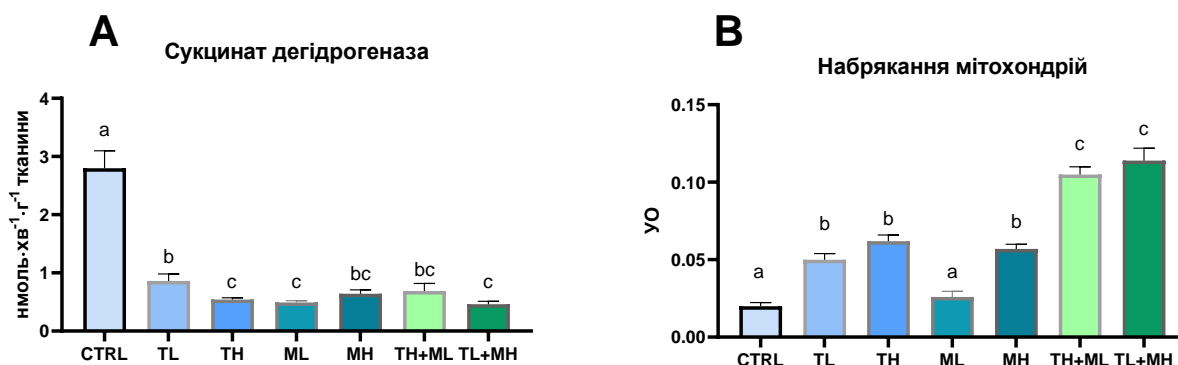 A
Сукцинат дегідрогеназа
нмоль·хв⁻¹·г⁻¹ тканини
4
3
2
1
0
a
b
c
c
bc
bc
c
CTRL TL TH ML MH TH+ML TL+MH
B
Набрякання мітохондрій
УО
0.15
0.10
0.05
0.00
a
b
b
a
b
c
c
CTRL TL TH ML MH TH+ML TL+MH